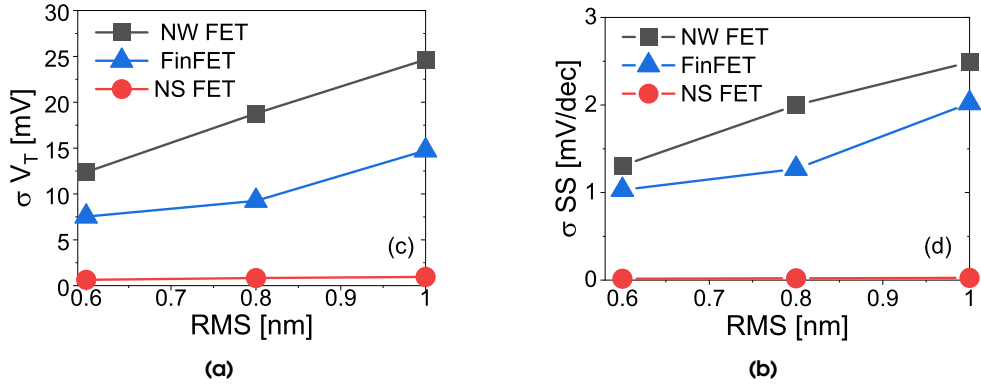 30
25
20
15
10
5
0
σ V_T [mV]
NW FET
FinFET
NS FET
(c)
0.6 0.7 0.8 0.9 1
RMS [nm]
(a)
3
2
1
0
σ SS [mV/dec]
NW FET
FinFET
NS FET
(d)
0.6 0.7 0.8 0.9 1
RMS [nm]
(b)